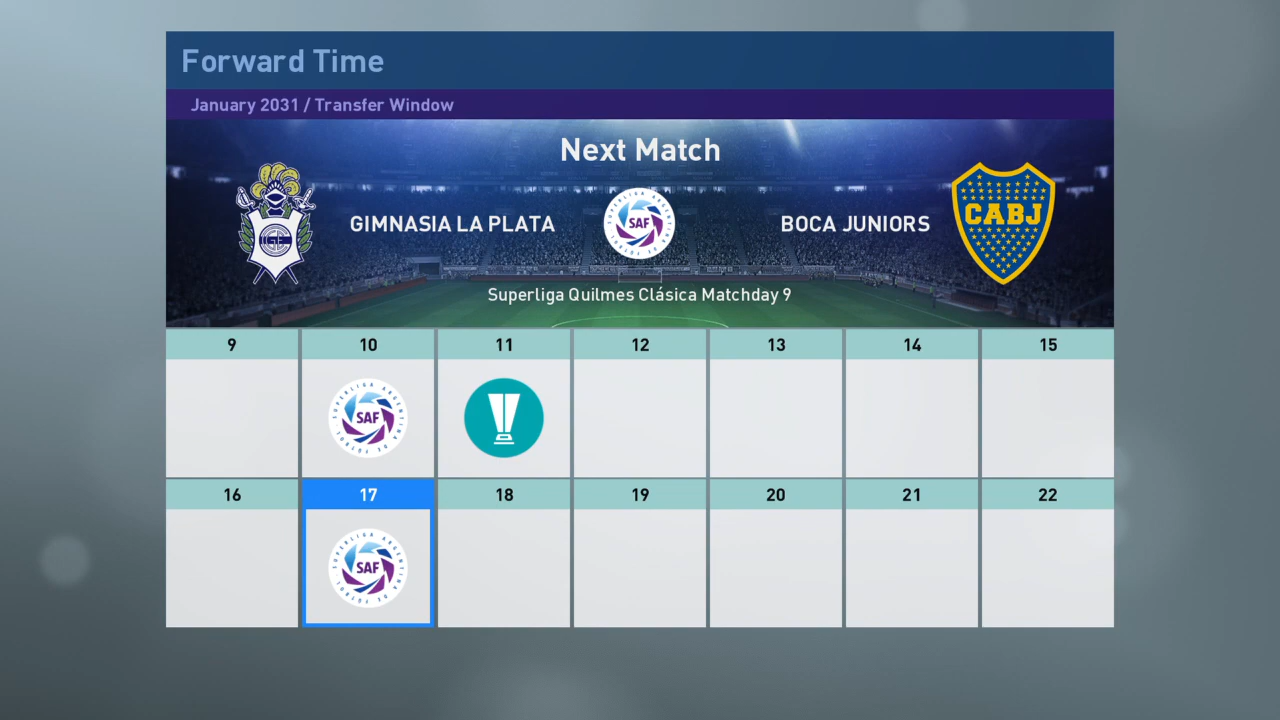 Forward Time
January 2031 / Transfer Window
Next Match
GIMNASIA LA PLATA
SAF
BOCA JUNIORS
CABJ
Superliga Quilmes Clásica Matchday 9
9 10 11 12 13 14 15
SAF
16 17 18 19 20 21 22
SAF